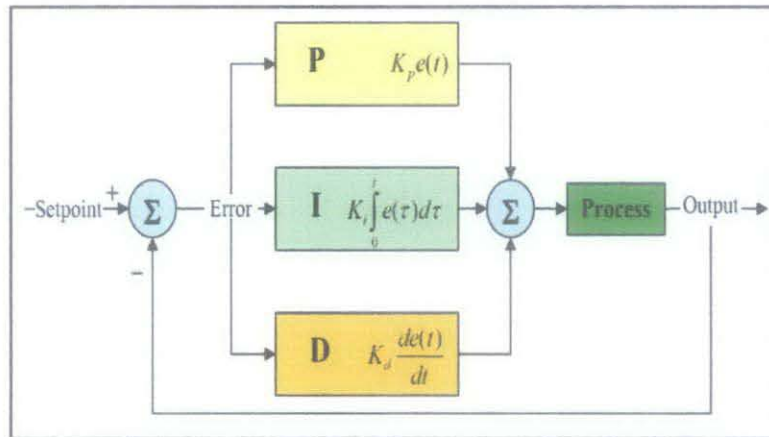 P K_p e(t)
–Setpoint + Σ Error I K_i ∫_0^t e(τ)dτ Σ Process Output
–
D K_d de(t)/dt